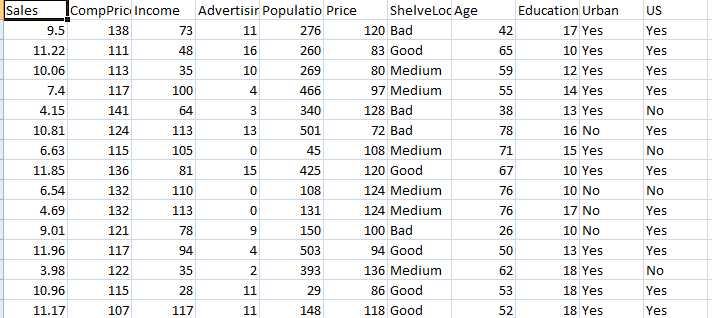 Sales CompPric Income Advertisin Populatio Price ShelveLoc Age Education Urban US
9.5 138 73 11 276 120 Bad 42 17 Yes Yes
11.22 111 48 16 260 83 Good 65 10 Yes Yes
10.06 113 35 10 269 80 Medium 59 12 Yes Yes
7.4 117 100 4 466 97 Medium 55 14 Yes Yes
4.15 141 64 3 340 128 Bad 38 13 Yes No
10.81 124 113 13 501 72 Bad 78 16 No Yes
6.63 115 105 0 45 108 Medium 71 15 Yes No
11.85 136 81 15 425 120 Good 67 10 Yes Yes
6.54 132 110 0 108 124 Medium 76 10 No No
4.69 132 113 0 131 124 Medium 76 17 No Yes
9.01 121 78 9 150 100 Bad 26 10 No Yes
11.96 117 94 4 503 94 Good 50 13 Yes Yes
3.98 122 35 2 393 136 Medium 62 18 Yes No
10.96 115 28 11 29 86 Good 53 18 Yes Yes
11.17 107 117 11 148 118 Good 52 18 Yes Yes